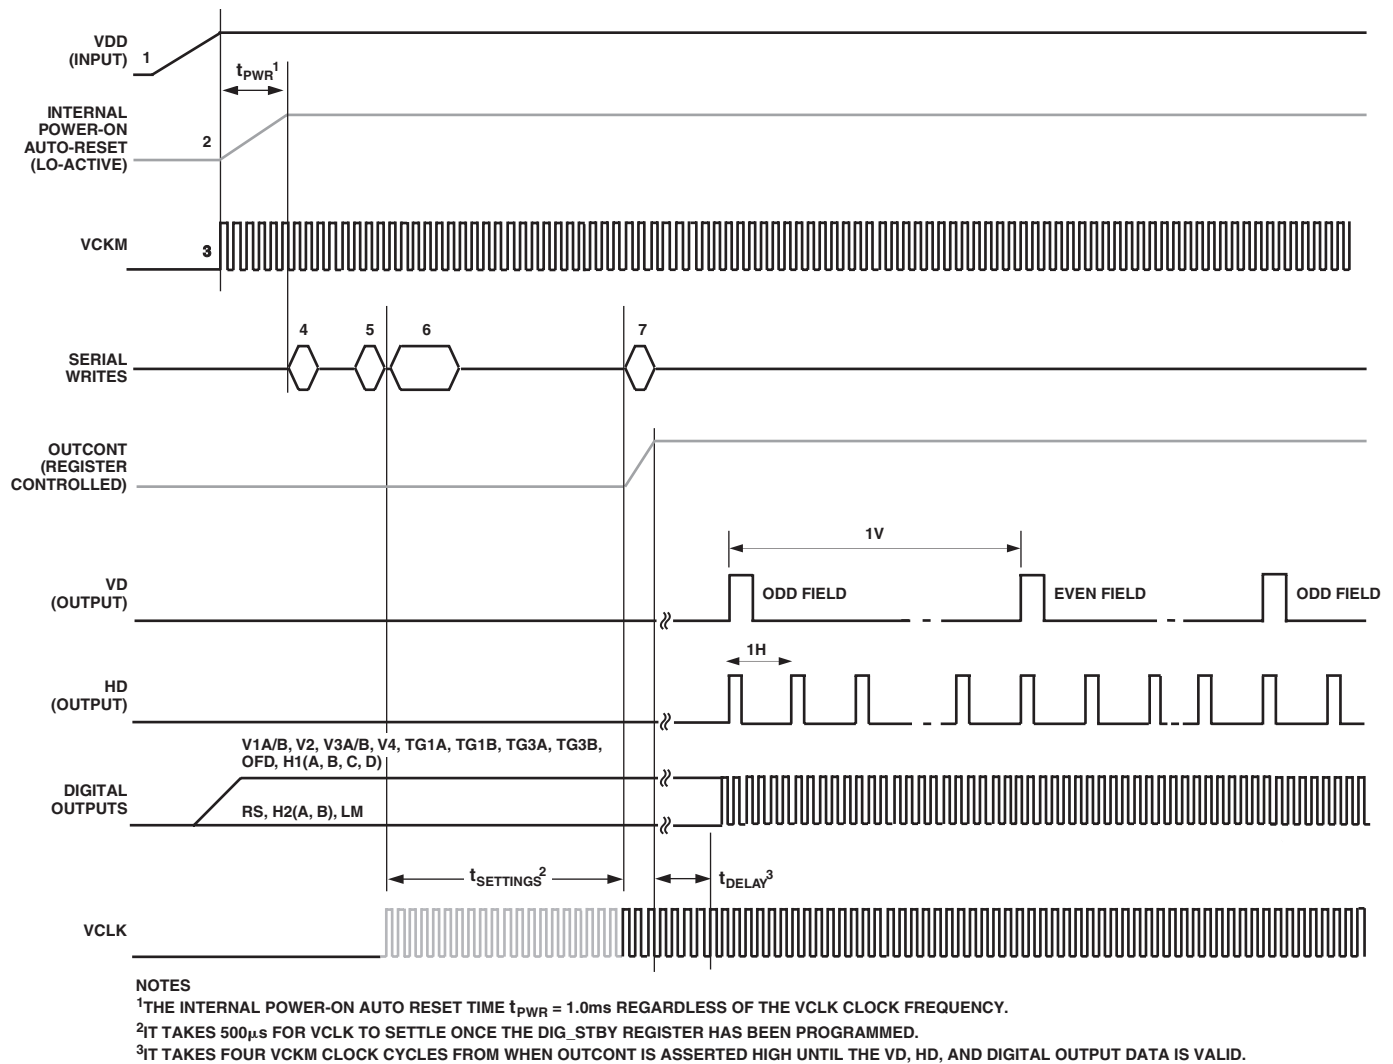 VDD
(INPUT)
1
tPWR1
INTERNAL
POWER-ON
AUTO-RESET
(LO-ACTIVE)
2
VCKM
3
SERIAL
WRITES
4
5
6
7
OUTCONT
(REGISTER
CONTROLLED)
1V
VD
(OUTPUT)
ODD FIELD
EVEN FIELD
ODD FIELD
1H
HD
(OUTPUT)
V1A/B, V2, V3A/B, V4, TG1A, TG1B, TG3A, TG3B,
OFD, H1(A, B, C, D)
DIGITAL
OUTPUTS
RS, H2(A, B), LM
tSETTINGS2
tDELAY3
VCLK
NOTES
1THE INTERNAL POWER-ON AUTO RESET TIME tPWR = 1.0ms REGARDLESS OF THE VCLK CLOCK FREQUENCY.
2IT TAKES 500μs FOR VCLK TO SETTLE ONCE THE DIG_STBY REGISTER HAS BEEN PROGRAMMED.
3IT TAKES FOUR VCKM CLOCK CYCLES FROM WHEN OUTCONT IS ASSERTED HIGH UNTIL THE VD, HD, AND DIGITAL OUTPUT DATA IS VALID.